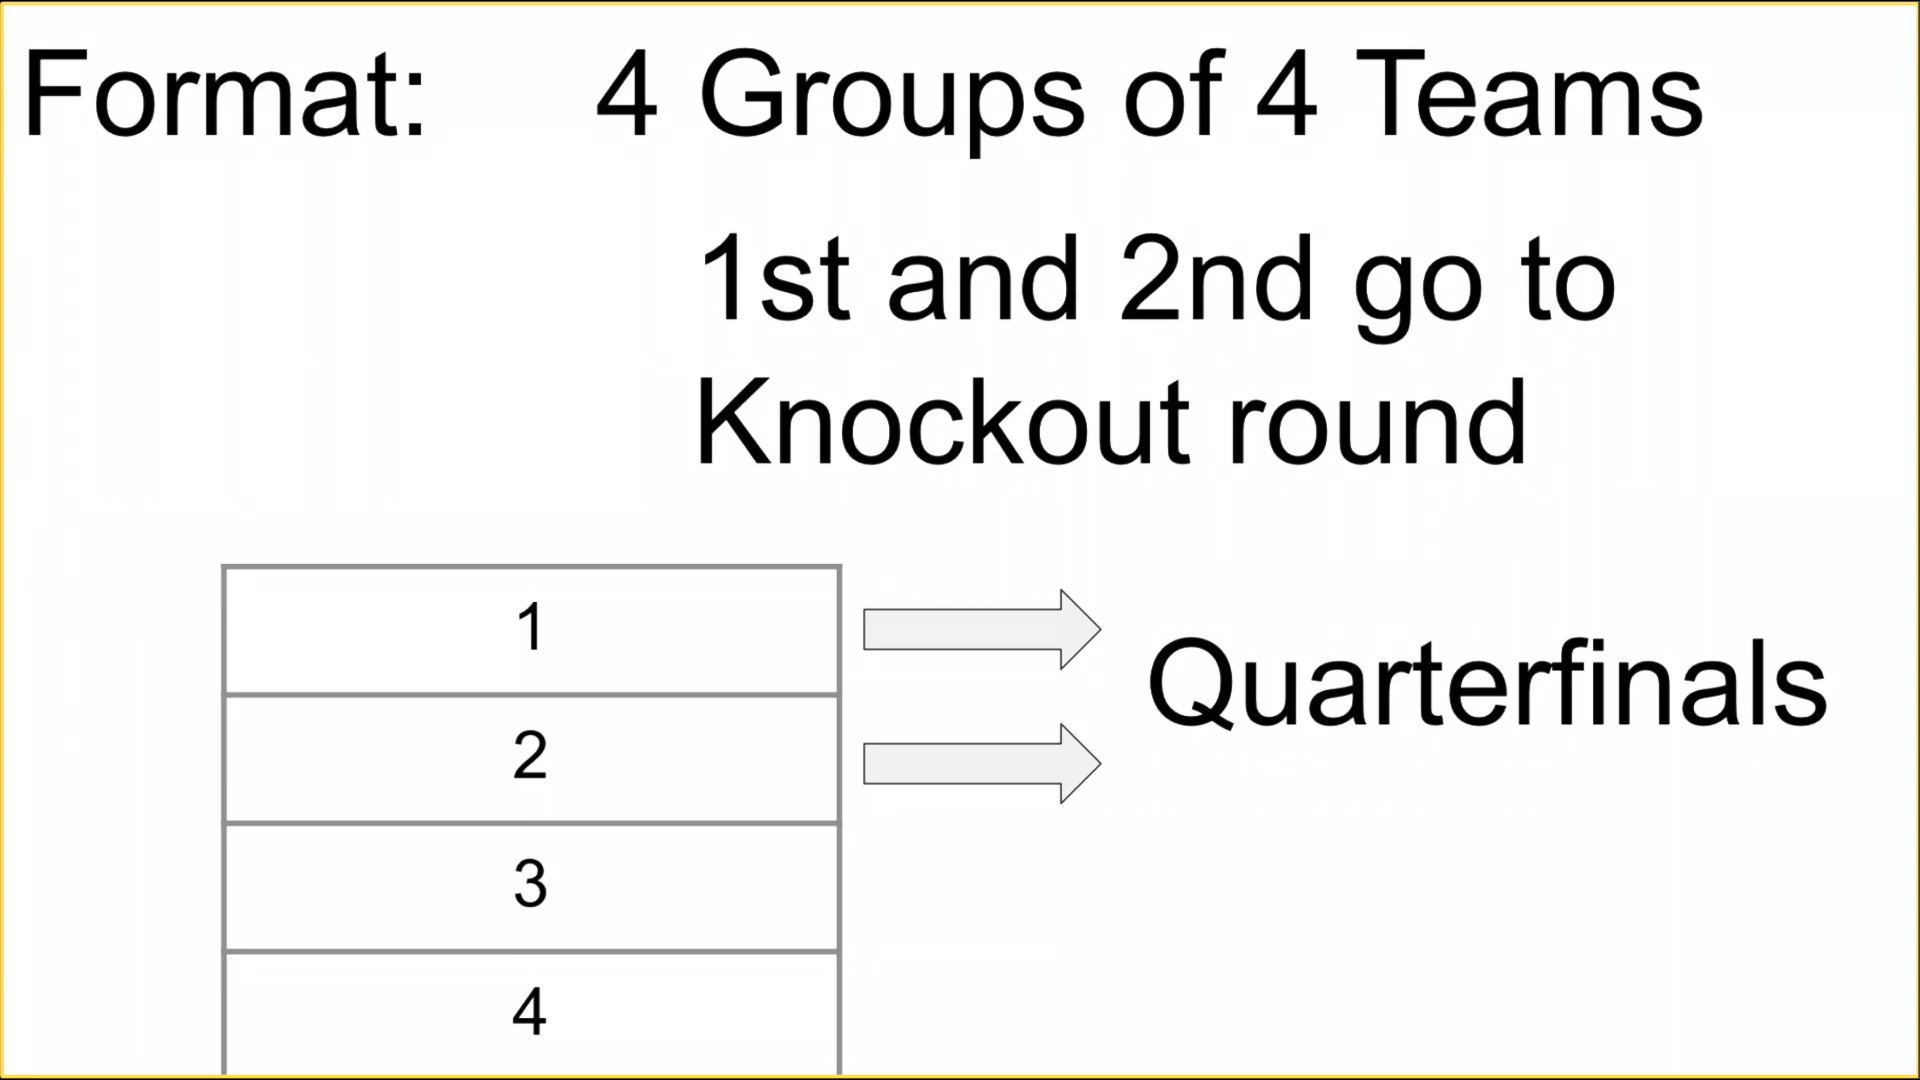 Format: 4 Groups of 4 Teams
1st and 2nd go to
Knockout round
1
2
Quarterfinals
3
4